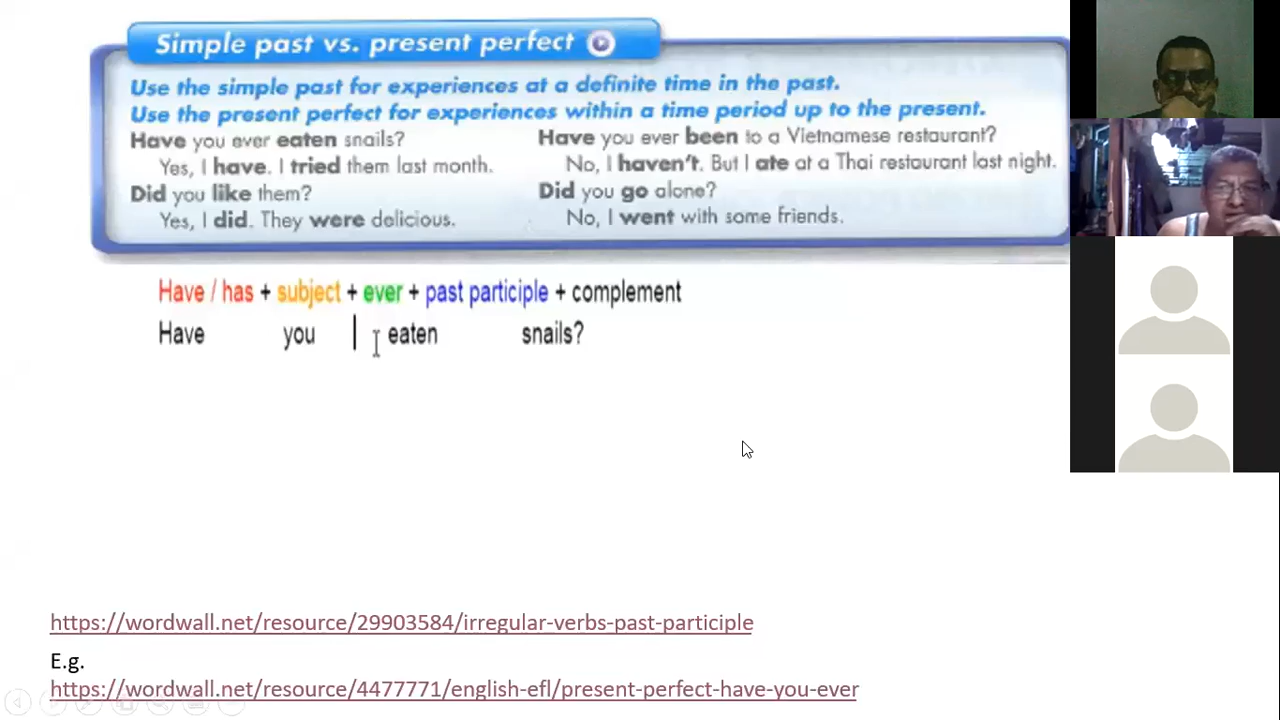 Simple past vs. present perfect
Use the simple past for experiences at a definite time in the past.
Use the present perfect for experiences within a time period up to the present.
Have you ever eaten snails?
Yes, I have. I tried them last month.
Did you like them?
Yes, I did. They were delicious.
Have you ever been to a Vietnamese restaurant?
No, I haven't. But I ate at a Thai restaurant last night.
Did you go alone?
No, I went with some friends.
Have / has + subject + ever + past participle + complement
Have you eaten snails?
https://wordwall.net/resource/29903584/irregular-verbs-past-participle
E.g.
https://wordwall.net/resource/4477771/english-efl/present-perfect-have-you-ever